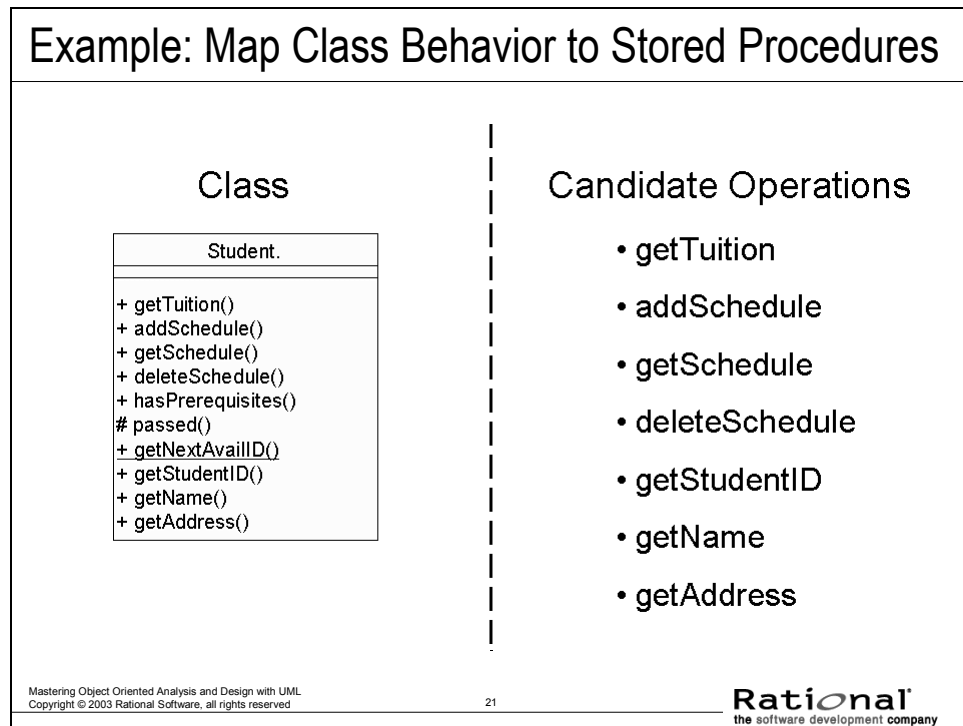 Example: Map Class Behavior to Stored Procedures
Class
Student.
+ getTuition()
+ addSchedule()
+ getSchedule()
+ deleteSchedule()
+ hasPrerequisites()
# passed()
+ getNextAvailID()
+ getStudentID()
+ getName()
+ getAddress()
Candidate Operations
• getTuition
• addSchedule
• getSchedule
• deleteSchedule
• getStudentID
• getName
• getAddress
Mastering Object Oriented Analysis and Design with UML
Copyright © 2003 Rational Software, all rights reserved
21
Rational
the software development company